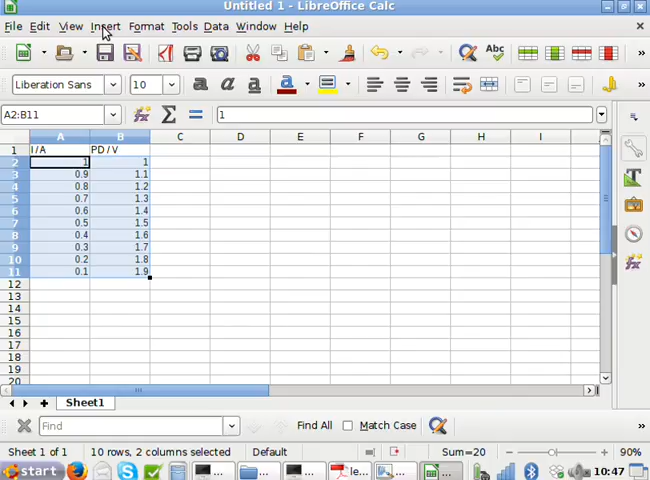 Untitled 1 - LibreOffice Calc
File Edit View Insert Format Tools Data Window Help
Liberation Sans 10
A2:B11 1
A B C D E F G H I
1 I / A PD / V
2 1 1
3 0.9 1.1
4 0.8 1.2
5 0.7 1.3
6 0.6 1.4
7 0.5 1.5
8 0.4 1.6
9 0.3 1.7
10 0.2 1.8
11 0.1 1.9
12
13
14
15
16
17
18
19
20
Sheet1
Find Find All Match Case
Sheet 1 of 1 10 rows, 2 columns selected Default Sum=20 90%
start ... ... ... le... ... ... 10:47